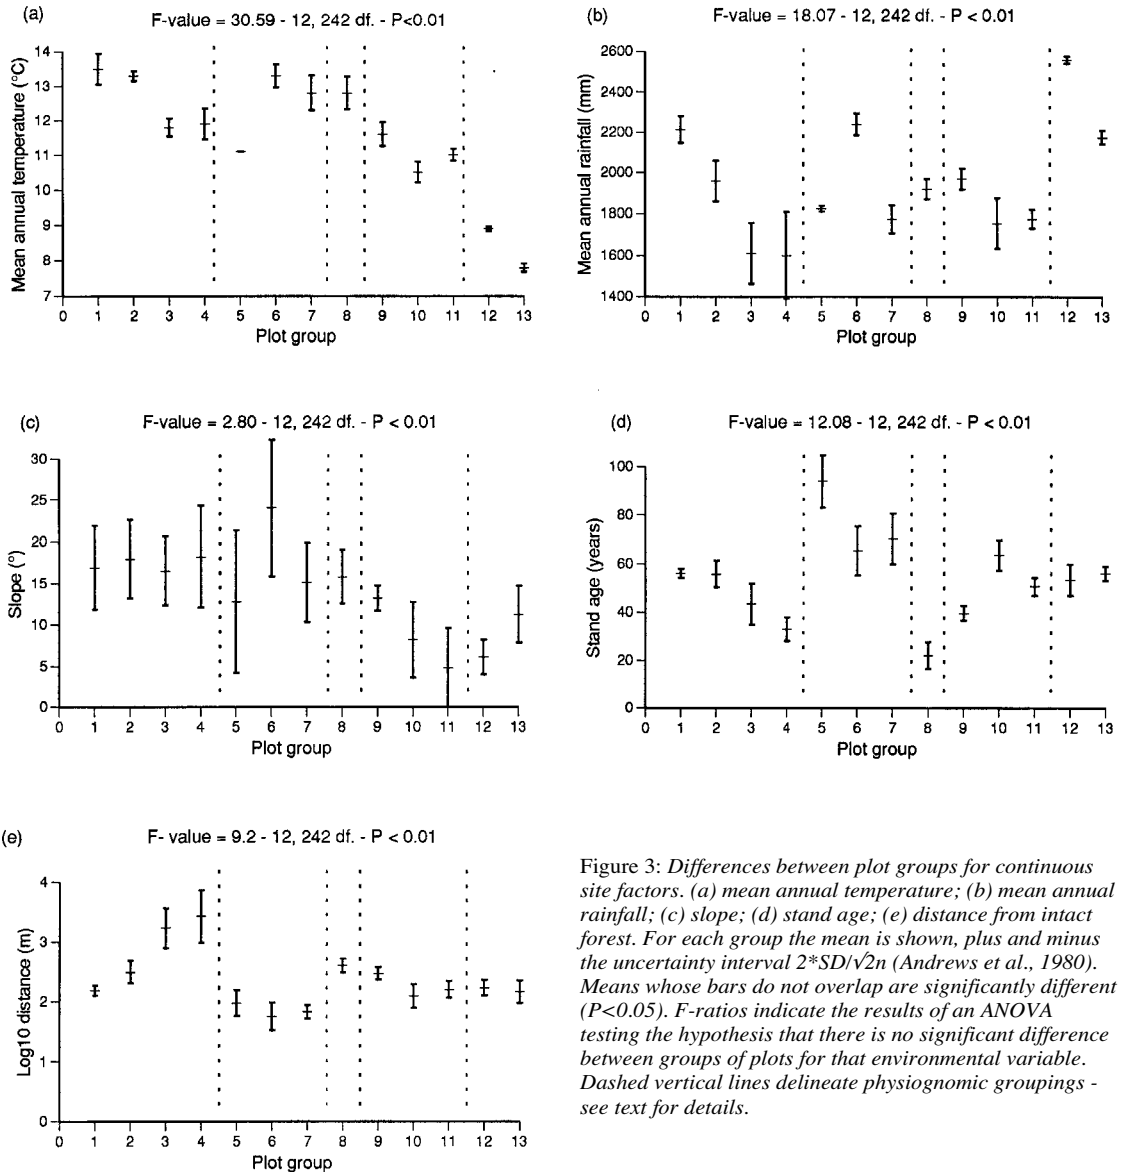 (a)
F-value = 30.59 - 12, 242 df. - P<0.01
Mean annual temperature (°C)
14
13
12
11
10
9
8
7
0 1 2 3 4 5 6 7 8 9 10 11 12 13
Plot group
(b)
F-value = 18.07 - 12, 242 df. - P < 0.01
Mean annual rainfall (mm)
2600
2400
2200
2000
1800
1600
1400
0 1 2 3 4 5 6 7 8 9 10 11 12 13
Plot group
(c)
F-value = 2.80 - 12, 242 df. - P < 0.01
Slope (°)
30
25
20
15
10
5
0
0 1 2 3 4 5 6 7 8 9 10 11 12 13
Plot group
(d)
F-value = 12.08 - 12, 242 df. - P < 0.01
Stand age (years)
100
80
60
40
20
0
0 1 2 3 4 5 6 7 8 9 10 11 12 13
Plot group
(e)
F- value = 9.2 - 12, 242 df. - P < 0.01
Log10 distance (m)
4
3
2
1
0
0 1 2 3 4 5 6 7 8 9 10 11 12 13
Plot group
Figure 3: Differences between plot groups for continuous
site factors. (a) mean annual temperature; (b) mean annual
rainfall; (c) slope; (d) stand age; (e) distance from intact
forest. For each group the mean is shown, plus and minus
the uncertainty interval 2*SD/√2n (Andrews et al., 1980).
Means whose bars do not overlap are significantly different
(P<0.05). F-ratios indicate the results of an ANOVA
testing the hypothesis that there is no significant difference
between groups of plots for that environmental variable.
Dashed vertical lines delineate physiognomic groupings -
see text for details.